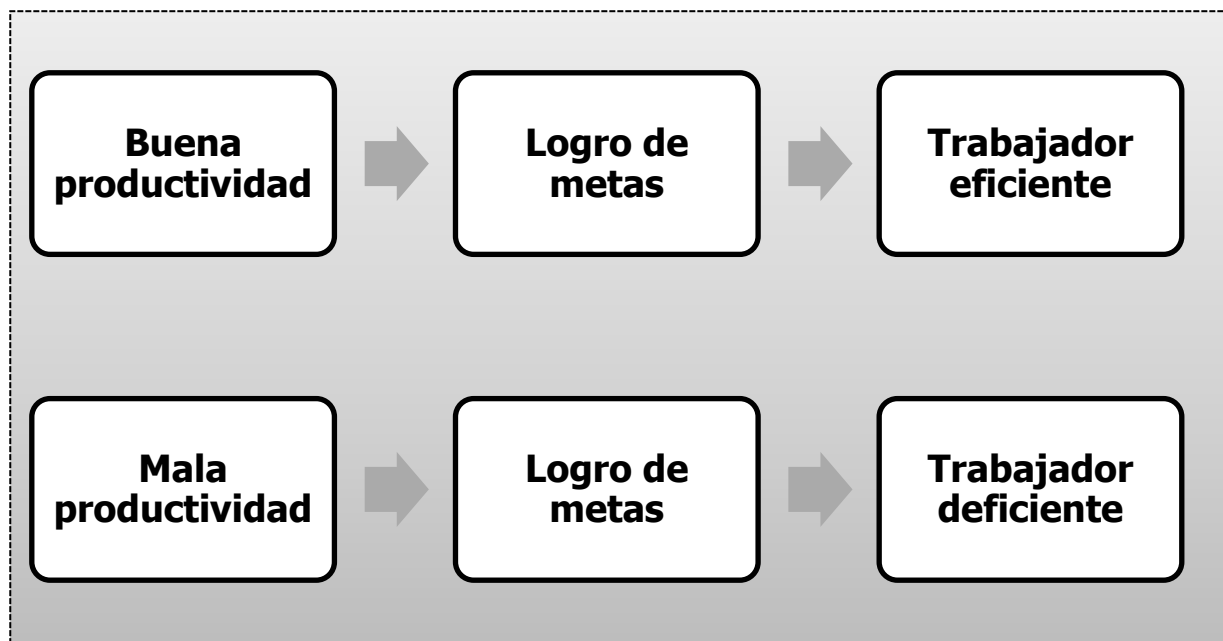 Buena
productividad
Logro de
metas
Trabajador
eficiente
Mala
productividad
Logro de
metas
Trabajador
deficiente